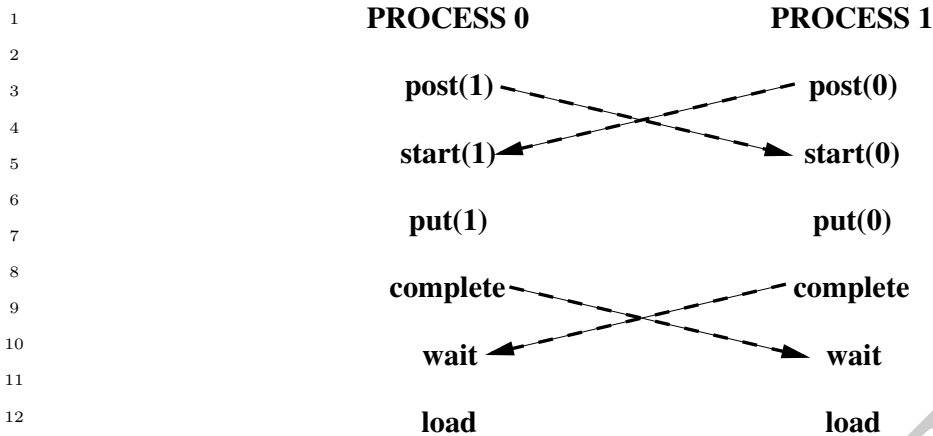 1 PROCESS 0 PROCESS 1
2
3 post(1) post(0)
4
5 start(1) start(0)
6
7 put(1) put(0)
8 complete complete
9
10 wait wait
11
12 load load